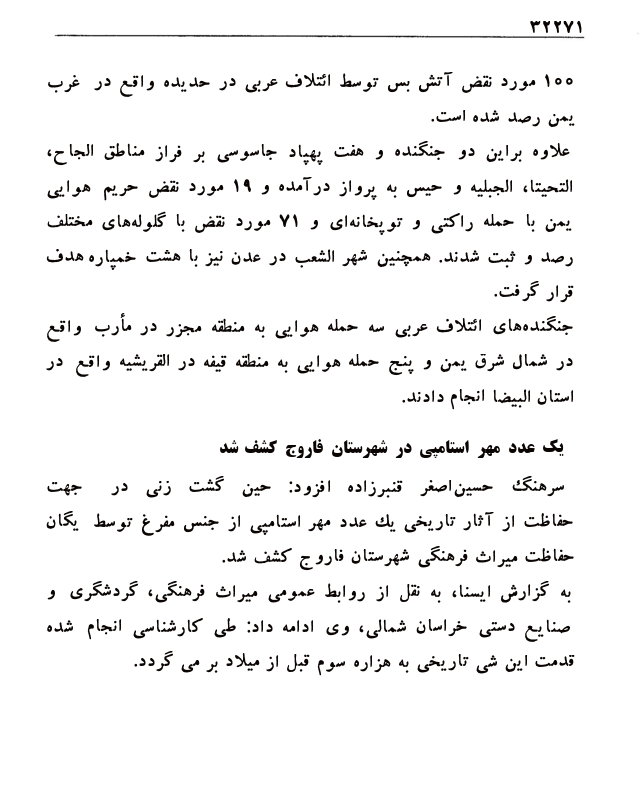 ۳۲۲۷۱
۱۰۰ مورد نقض آتش بس توسط ائتلاف عربی در حدیده واقع در غرب
یمن رصد شده است.
علاوه براین دو جنگنده و هفت پهپاد جاسوسی بر فراز مناطق الجاح،
التحیتا، الجبلیه و حیس به پرواز درآمده و ۱۹ مورد نقض حریم هوایی
یمن با حمله راکتی و توپخانه‌ای و ۷۱ مورد نقض با گلوله‌های مختلف
رصد و ثبت شدند. همچنین شهر الشعب در عدن نیز با هشت خمپاره هدف
قرار گرفت.
جنگنده‌های ائتلاف عربی سه حمله هوایی به منطقه مجزر در مأرب واقع
در شمال شرق یمن و پنج حمله هوایی به منطقه قیفه در القریشیه واقع در
استان البیضا انجام دادند.
یک عدد مهر استامپی در شهرستان فاروج کشف شد
سرهنگ حسین‌اصغر قنبرزاده افزود: حین گشت زنی در جهت
حفاظت از آثار تاریخی یك عدد مهر استامپی از جنس مفرغ توسط یگان
حفاظت میراث فرهنگی شهرستان فاروج کشف شد.
به گزارش ایسنا، به نقل از روابط عمومی میراث فرهنگی، گردشگری و
صنایع دستی خراسان شمالی، وی ادامه داد: طی کارشناسی انجام شده
قدمت این شی تاریخی به هزاره سوم قبل از میلاد بر می گردد.